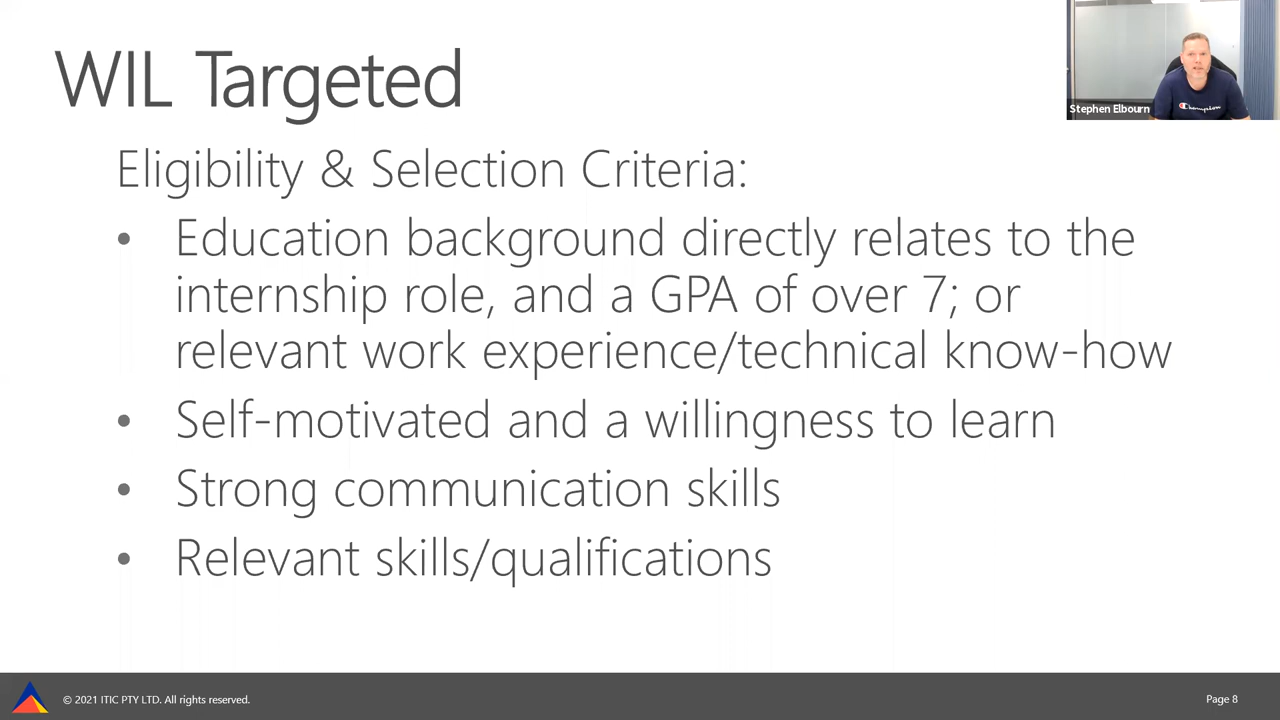 WIL Targeted
Stephen Elbourn
Champion
Eligibility & Selection Criteria:
• Education background directly relates to the
internship role, and a GPA of over 7; or
relevant work experience/technical know-how
• Self-motivated and a willingness to learn
• Strong communication skills
• Relevant skills/qualifications
© 2021 ITIC PTY LTD. All rights reserved.
Page 8